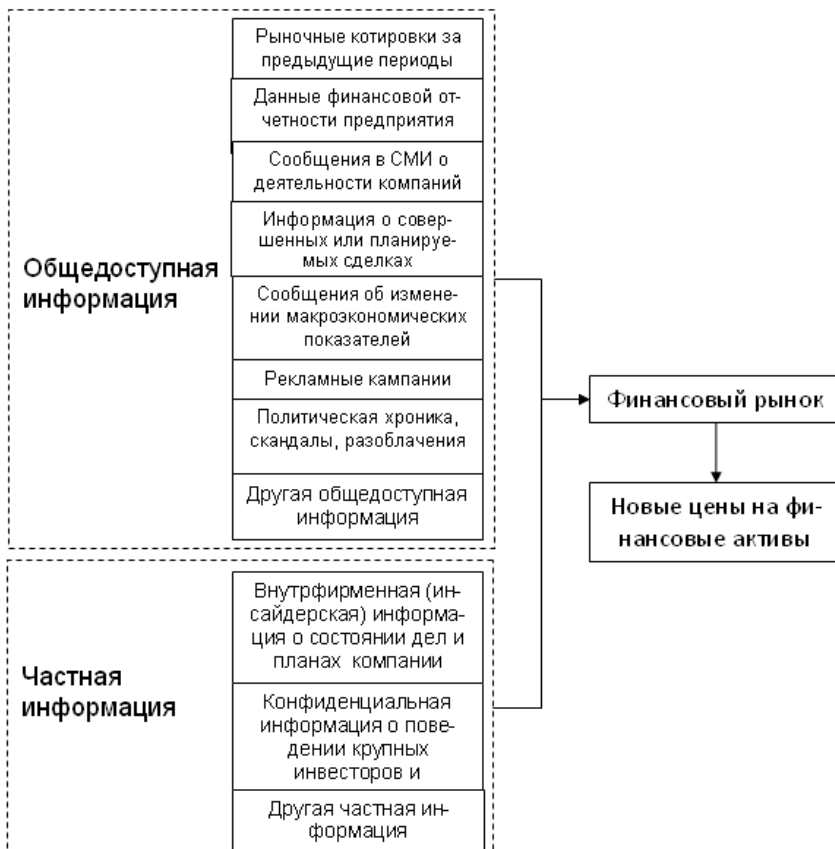 Рыночные котировки за
предыдущие периоды
Данные финансовой от-
четности предприятия
Сообщения в СМИ о
деятельности компаний
Информация о совер-
шенных или планируе-
мых сделках
Общедоступная
информация
Сообщения об измене-
нии макроэкономических
показателей
Рекламные кампании
Политическая хроника,
скандалы, разоблачения
Другая общедоступная
информация
Финансовый рынок
Новые цены на фи-
нансовые активы
Частная
информация
Внутрфирменная (ин-
сайдерская) информа-
ция о состоянии дел и
планах компании
Конфиденциальная
информация о пове-
дении крупных
инвесторов и
Другая частная ин-
формация